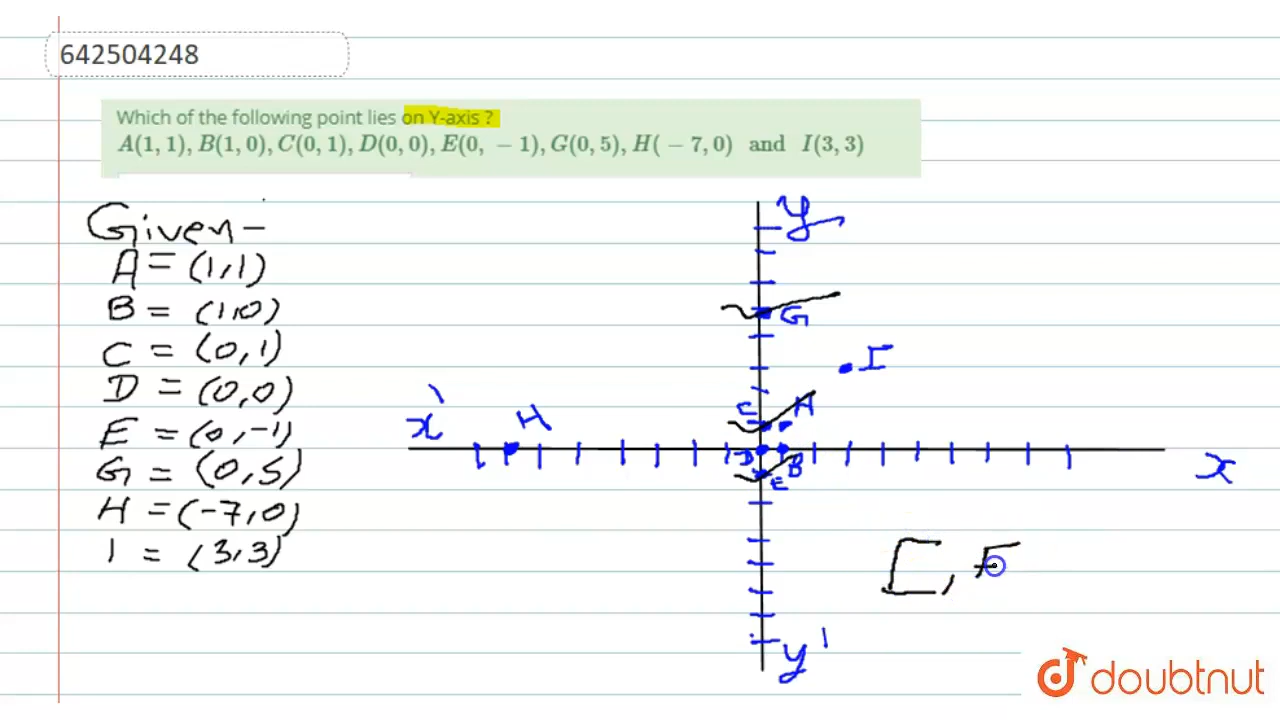 642504248
Which of the following point lies on Y-axis ?
A(1, 1), B(1, 0), C(0, 1), D(0, 0), E(0, −1), G(0, 5), H(−7, 0) and I(3, 3)
Given-
A = (1,1)
B = (1,0)
C = (0,1)
D = (0,0)
E = (0,-1)
G = (0,5)
H = (-7,0)
I = (3,3)
y
G
I
C A
x' H
D B
x
E
C, E
y'
doubtnut